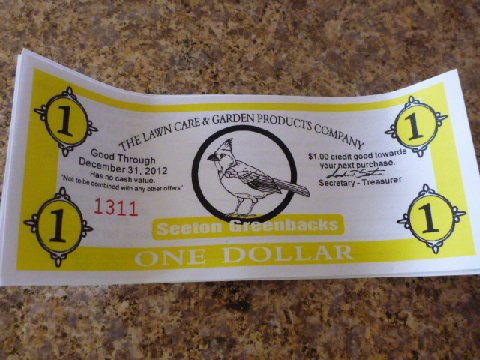 1
1
THE LAWN CARE & GARDEN PRODUCTS COMPANY
Good Through
December 31, 2012
Has no cash value.
"Not to be combined with any other offers"
1311
$1.00 credit good towards
your next purchase.
Secretary - Treasurer
1
1
Seeton Greenbacks
ONE DOLLAR